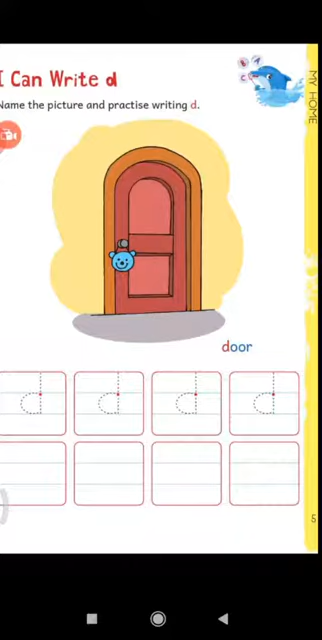 I Can Write d
Name the picture and practise writing d.
MY HOME
door
d d d d
5